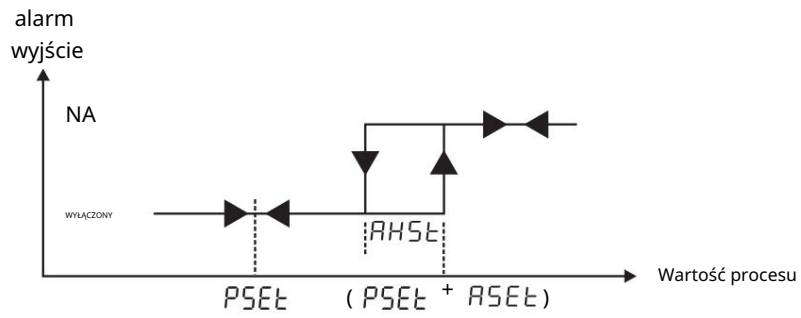 alarm
wyjście
NA
WYŁĄCZONY
AHSt
Wartość procesu
PSEt ( PSEt + ASEt )